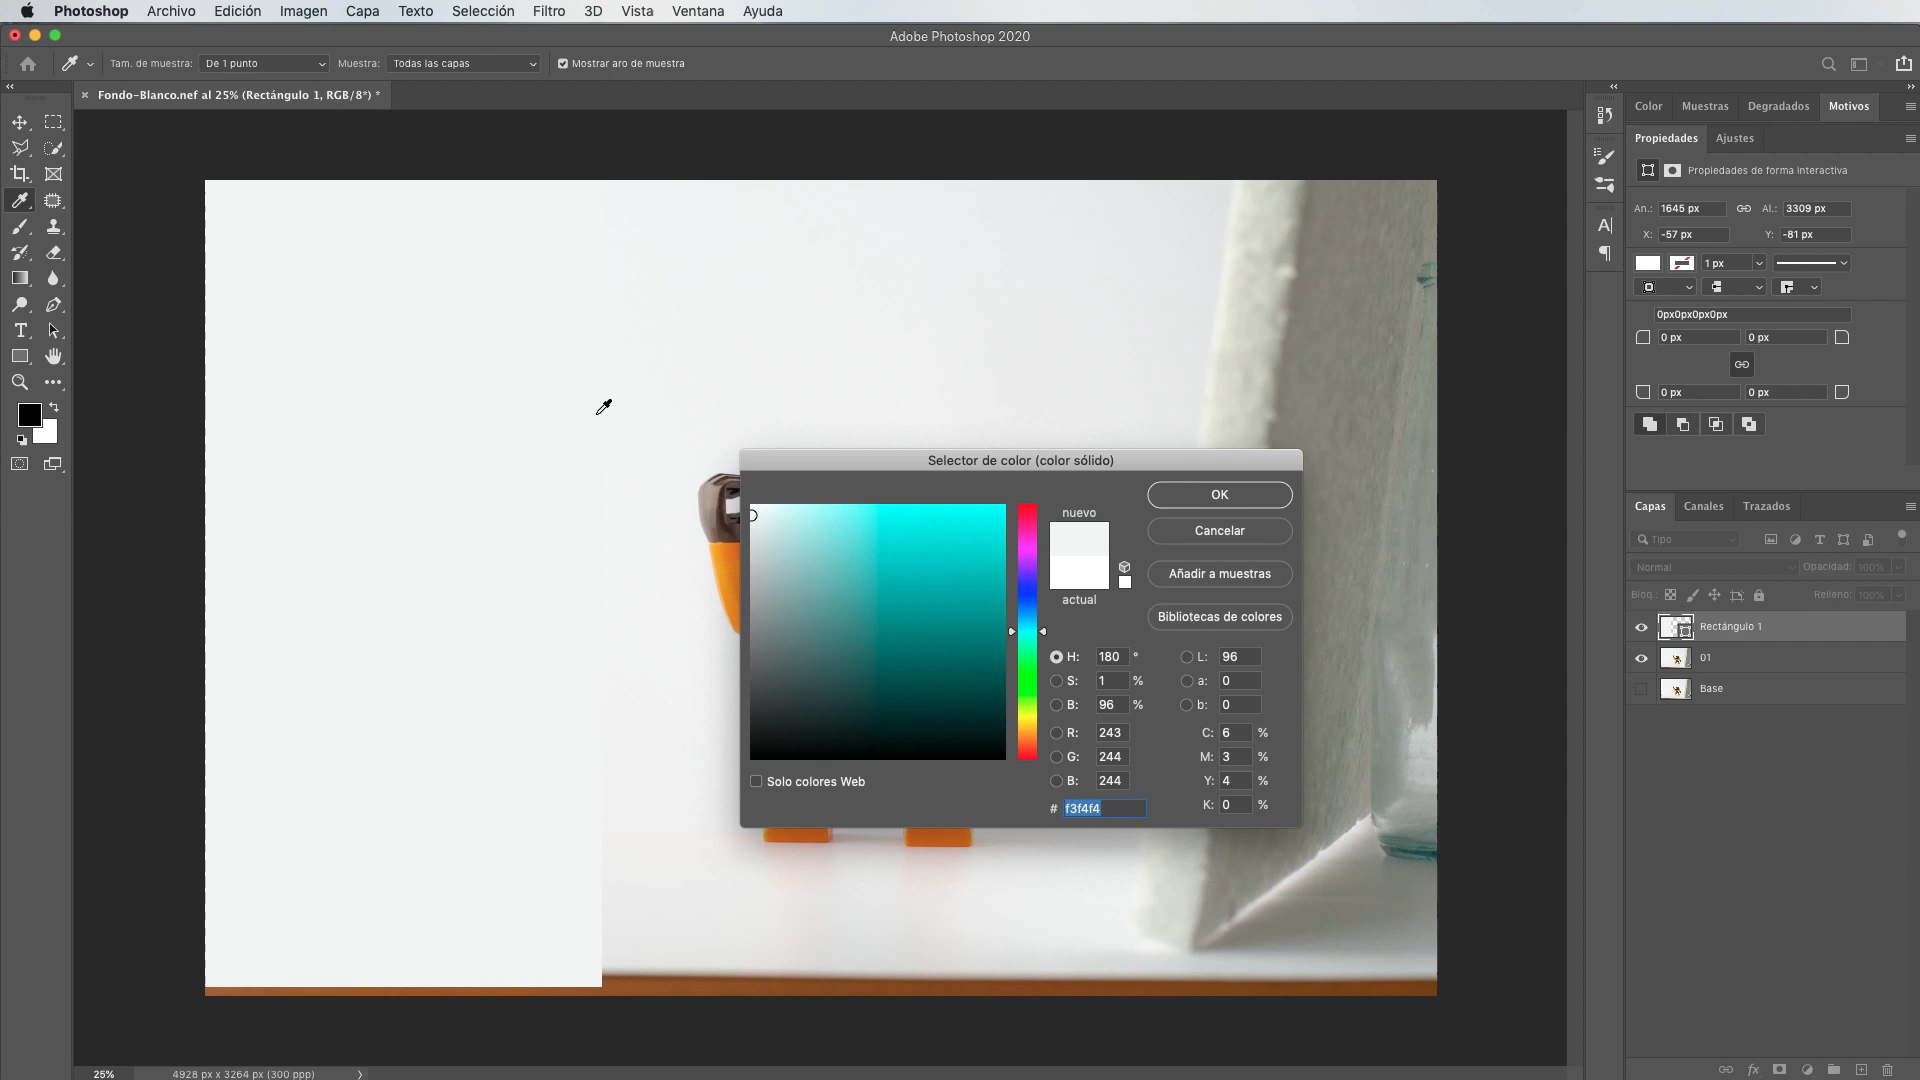 Photoshop Archivo Edición Imagen Capa Texto Selección Filtro 3D Vista Ventana Ayuda
Adobe Photoshop 2020
Tam. de muestra: De 1 punto Muestra: Todas las capas Mostrar aro de muestra
Fondo-Blanco.nef al 25% (Rectángulo 1, RGB/8*) *
Color Muestras Degradados Motivos
Propiedades Ajustes
Propiedades de forma interactiva
An.: 1645 px Al.: 3309 px
X: -57 px Y: -81 px
1 px
0px0px0px0px
0 px 0 px
0 px 0 px
Selector de color (color sólido)
nuevo
actual
OK
Cancelar
Añadir a muestras
Bibliotecas de colores
H: 180 ° L: 96
S: 1 % a: 0
B: 96 % b: 0
R: 243 C: 6 %
G: 244 M: 3 %
B: 244 Y: 4 %
# f3f4f4 K: 0 %
Solo colores Web
Capas Canales Trazados
Tipo
Normal Opacidad: 100%
Bloq.: Relleno: 100%
Rectángulo 1
01
Base
fx
25% 4928 px x 3264 px (300 ppp)